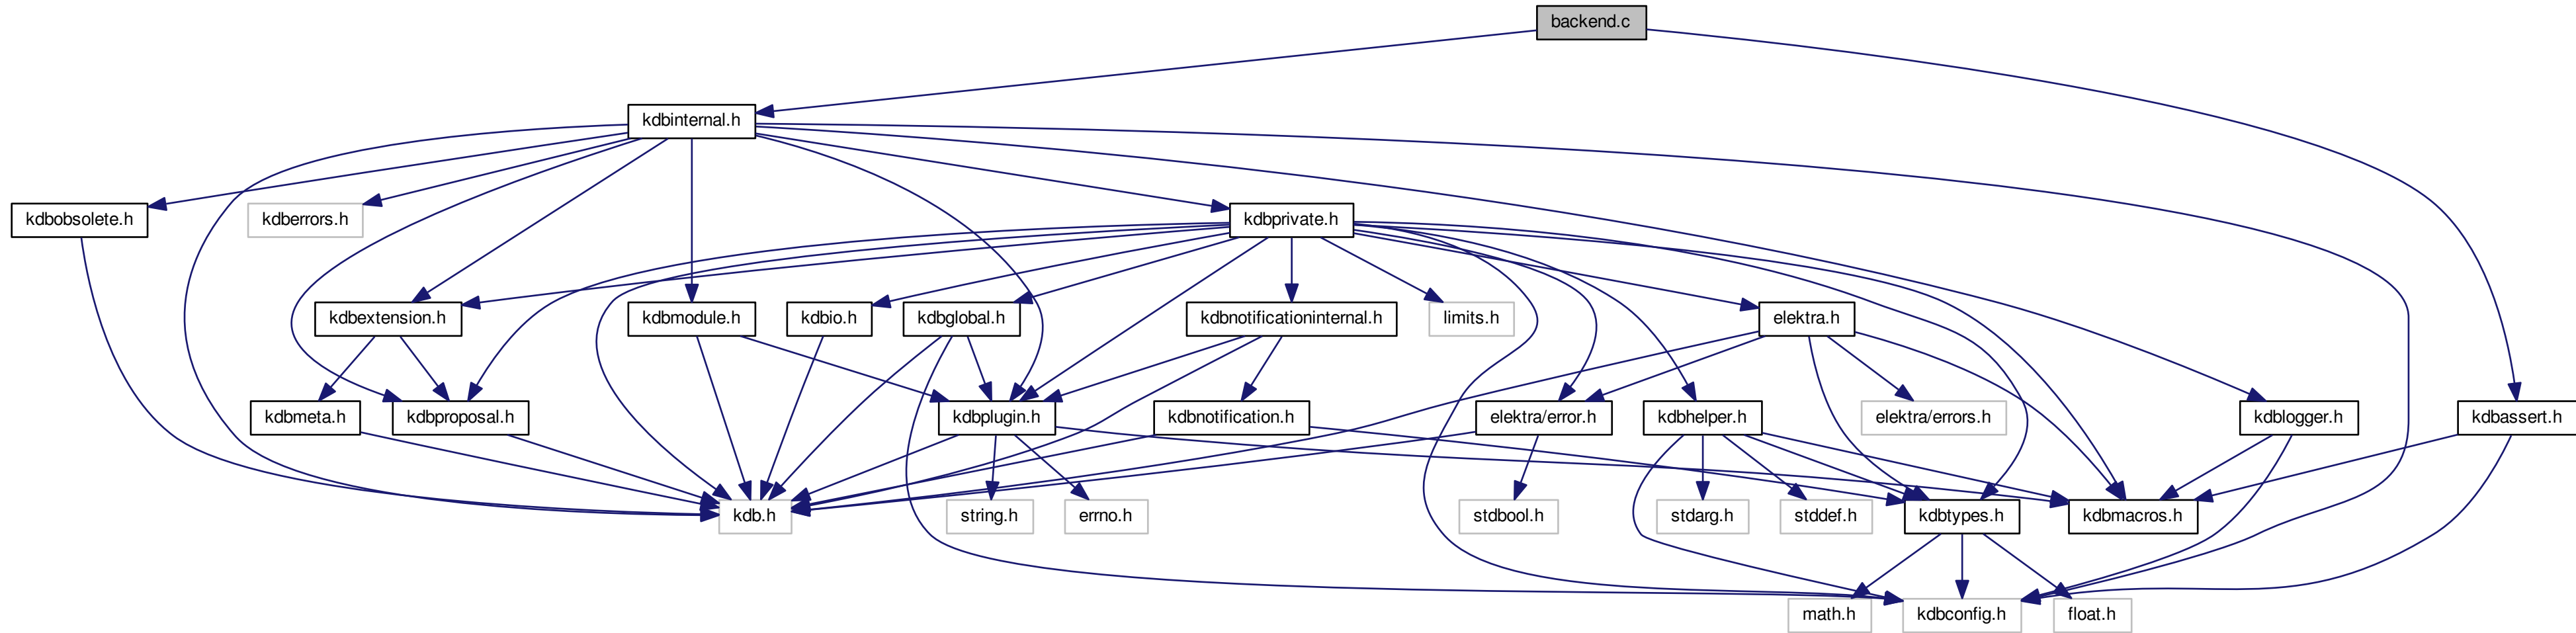 backend.c
kdbinternal.h
kdbobsolete.h
kdberrors.h
kdbprivate.h
kdbextension.h
kdbmodule.h
kdbio.h
kdbglobal.h
kdbnotificationinternal.h
limits.h
elektra.h
kdbmeta.h
kdbproposal.h
kdbplugin.h
kdbnotification.h
elektra/error.h
kdbhelper.h
elektra/errors.h
kdblogger.h
kdbassert.h
kdb.h
string.h
errno.h
stdbool.h
stdarg.h
stddef.h
kdbtypes.h
kdbmacros.h
math.h
kdbconfig.h
float.h